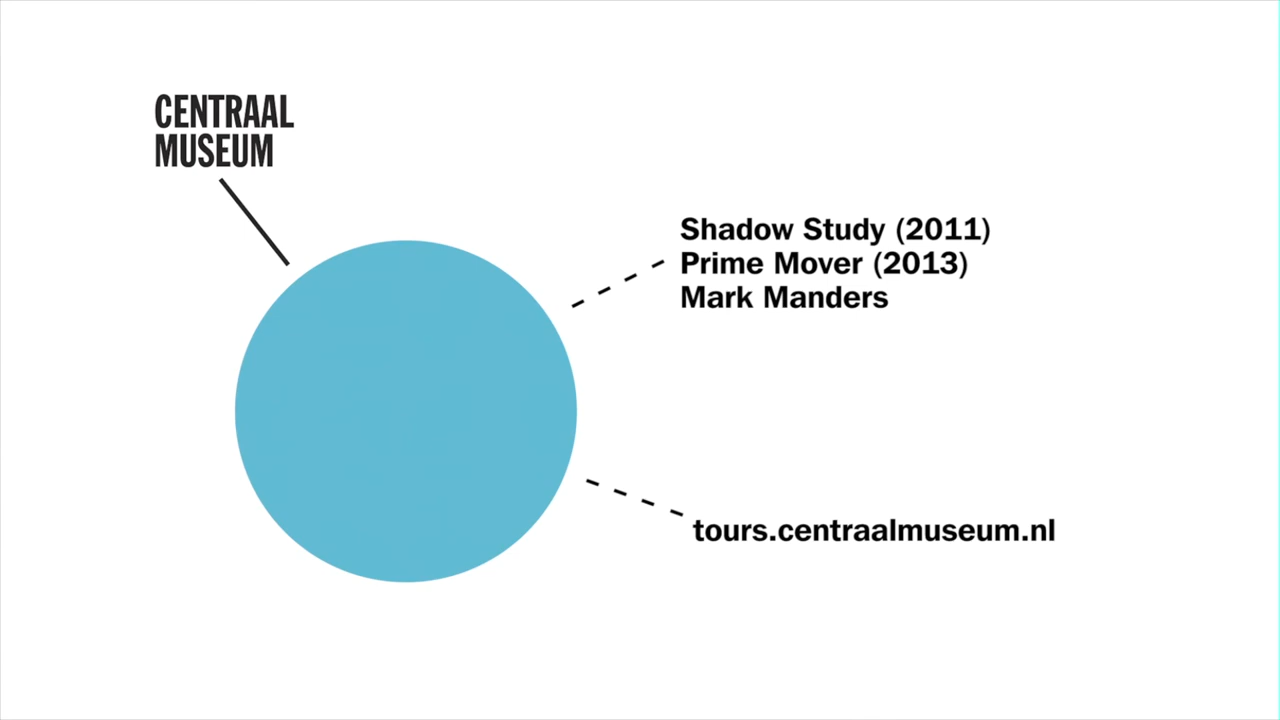 CENTRAAL
MUSEUM
Shadow Study (2011)
Prime Mover (2013)
Mark Manders
tours.centraalmuseum.nl